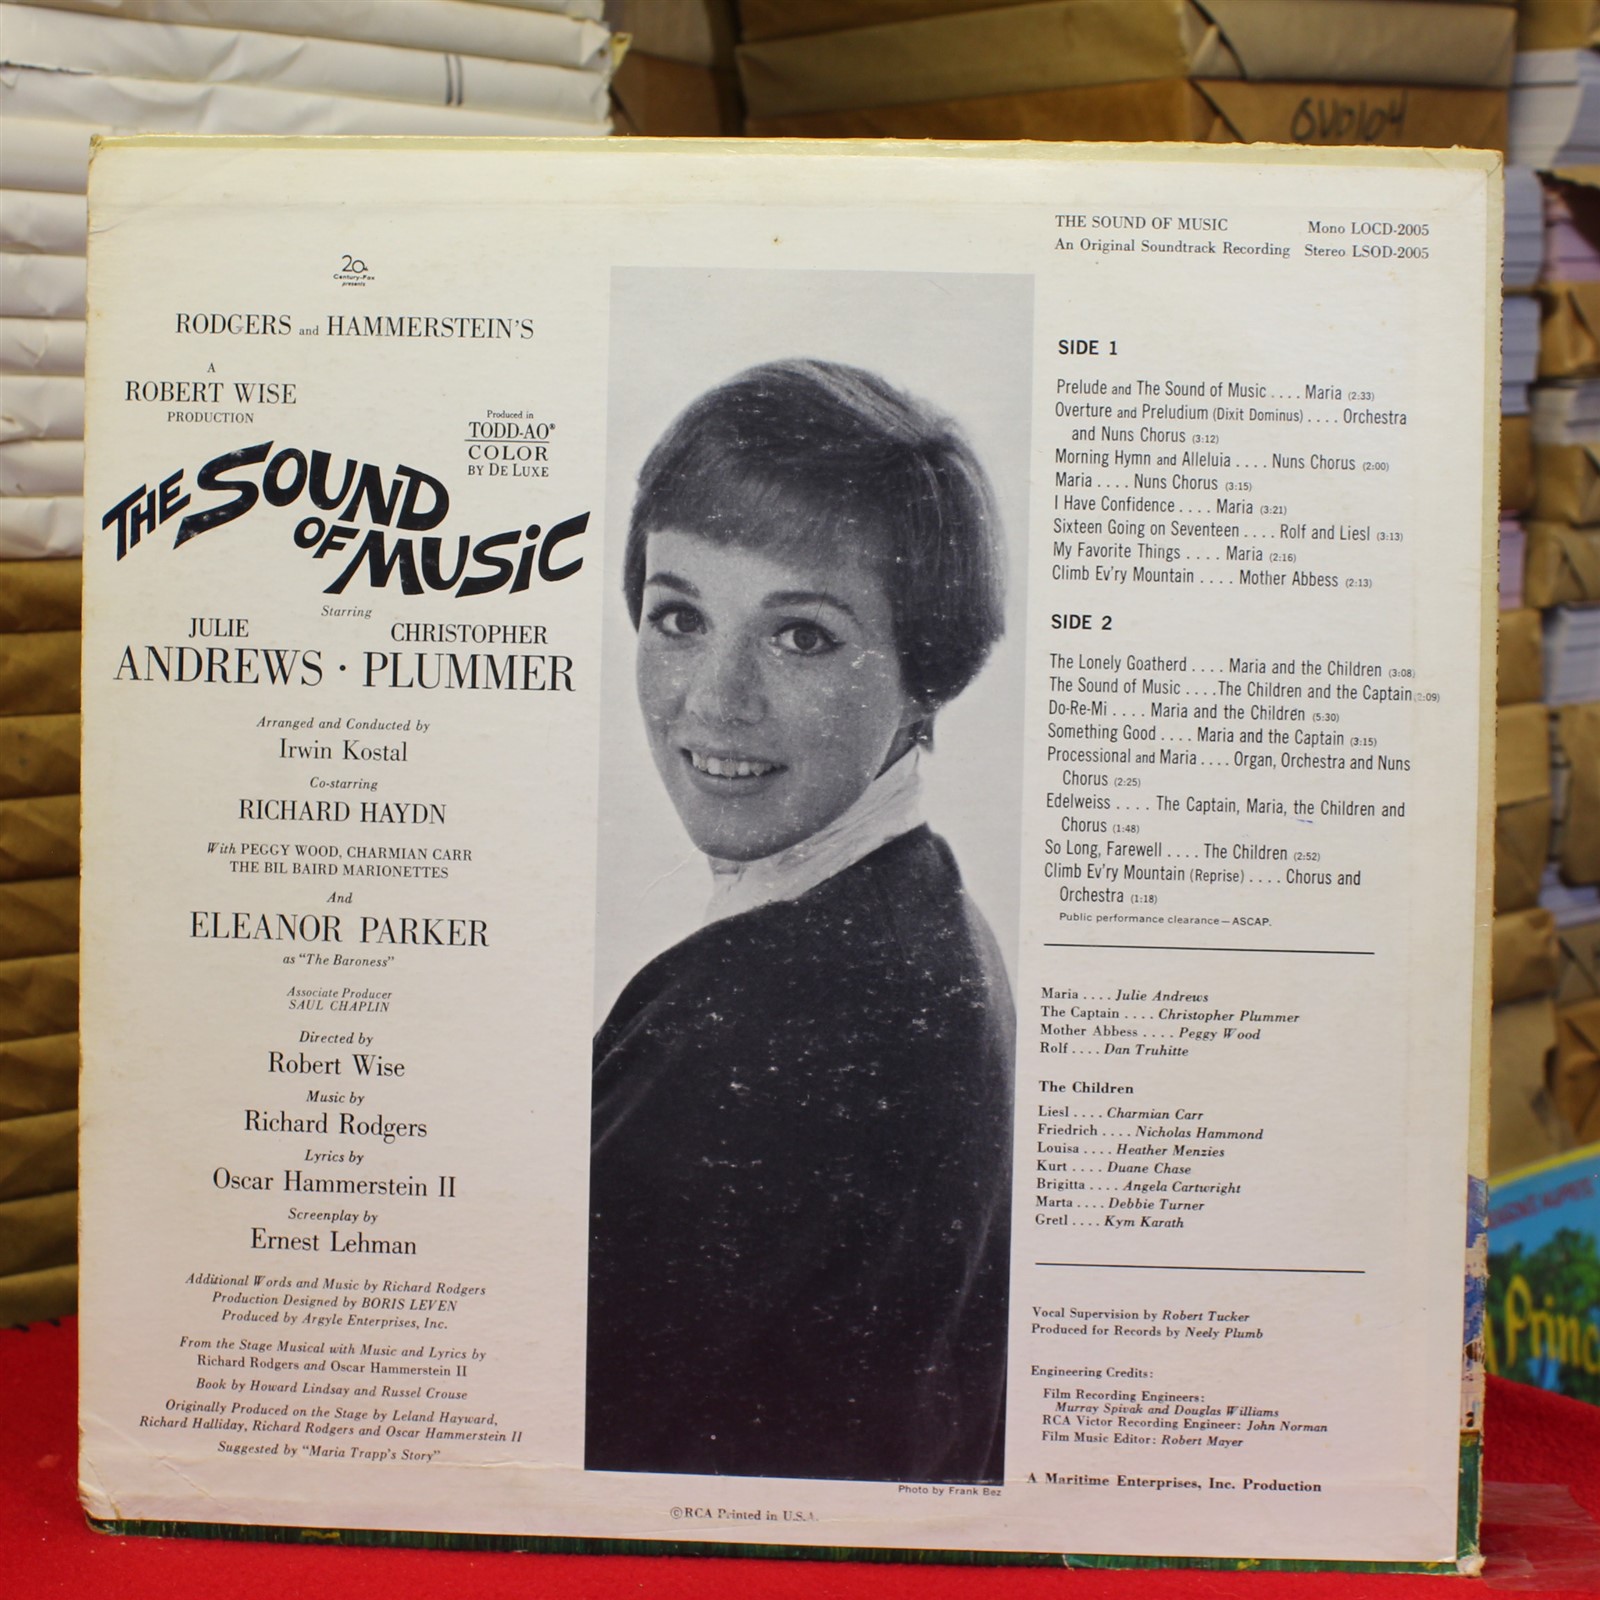 GVD104
THE SOUND OF MUSIC Mono LOCD-2005
An Original Soundtrack Recording Stereo LSOD-2005
20th
Century-Fox
presents
RODGERS and HAMMERSTEIN'S
A
ROBERT WISE
PRODUCTION
Produced in
TODD-AO®
COLOR
BY DE LUXE
THE SOUND
OF MUSIC
Starring
JULIE CHRISTOPHER
ANDREWS · PLUMMER
Arranged and Conducted by
Irwin Kostal
Co-starring
RICHARD HAYDN
With PEGGY WOOD, CHARMIAN CARR
THE BIL BAIRD MARIONETTES
And
ELEANOR PARKER
as "The Baroness"
Associate Producer
SAUL CHAPLIN
Directed by
Robert Wise
Music by
Richard Rodgers
Lyrics by
Oscar Hammerstein II
Screenplay by
Ernest Lehman
Additional Words and Music by Richard Rodgers
Production Designed by BORIS LEVEN
Produced by Argyle Enterprises, Inc.
From the Stage Musical with Music and Lyrics by
Richard Rodgers and Oscar Hammerstein II
Book by Howard Lindsay and Russel Crouse
Originally Produced on the Stage by Leland Hayward,
Richard Halliday, Richard Rodgers and Oscar Hammerstein II
Suggested by "Maria Trapp's Story"
SIDE 1
Prelude and The Sound of Music . . . . Maria (2:33)
Overture and Preludium (Dixit Dominus) . . . . Orchestra
and Nuns Chorus (3:12)
Morning Hymn and Alleluia . . . . Nuns Chorus (2:00)
Maria . . . . Nuns Chorus (3:15)
I Have Confidence . . . . Maria (3:21)
Sixteen Going on Seventeen . . . . Rolf and Liesl (3:13)
My Favorite Things . . . . Maria (2:16)
Climb Ev'ry Mountain . . . . Mother Abbess (2:13)
SIDE 2
The Lonely Goatherd . . . . Maria and the Children (3:08)
The Sound of Music . . . . The Children and the Captain (2:09)
Do-Re-Mi . . . . Maria and the Children (5:30)
Something Good . . . . Maria and the Captain (3:15)
Processional and Maria . . . . Organ, Orchestra and Nuns
Chorus (2:25)
Edelweiss . . . . The Captain, Maria, the Children and
Chorus (1:48)
So Long, Farewell . . . . The Children (2:52)
Climb Ev'ry Mountain (Reprise) . . . . Chorus and
Orchestra (1:18)
Public performance clearance—ASCAP.
Maria . . . . Julie Andrews
The Captain . . . . Christopher Plummer
Mother Abbess . . . . Peggy Wood
Rolf . . . . Dan Truhitte
The Children
Liesl . . . . Charmian Carr
Friedrich . . . . Nicholas Hammond
Louisa . . . . Heather Menzies
Kurt . . . . Duane Chase
Brigitta . . . . Angela Cartwright
Marta . . . . Debbie Turner
Gretl . . . . Kym Karath
Vocal Supervision by Robert Tucker
Produced for Records by Neely Plumb
Engineering Credits:
Film Recording Engineers:
Murray Spivak and Douglas Williams
RCA Victor Recording Engineer: John Norman
Film Music Editor: Robert Mayer
A Maritime Enterprises, Inc. Production
Photo by Frank Bez
©RCA Printed in U.S.A.
Princ